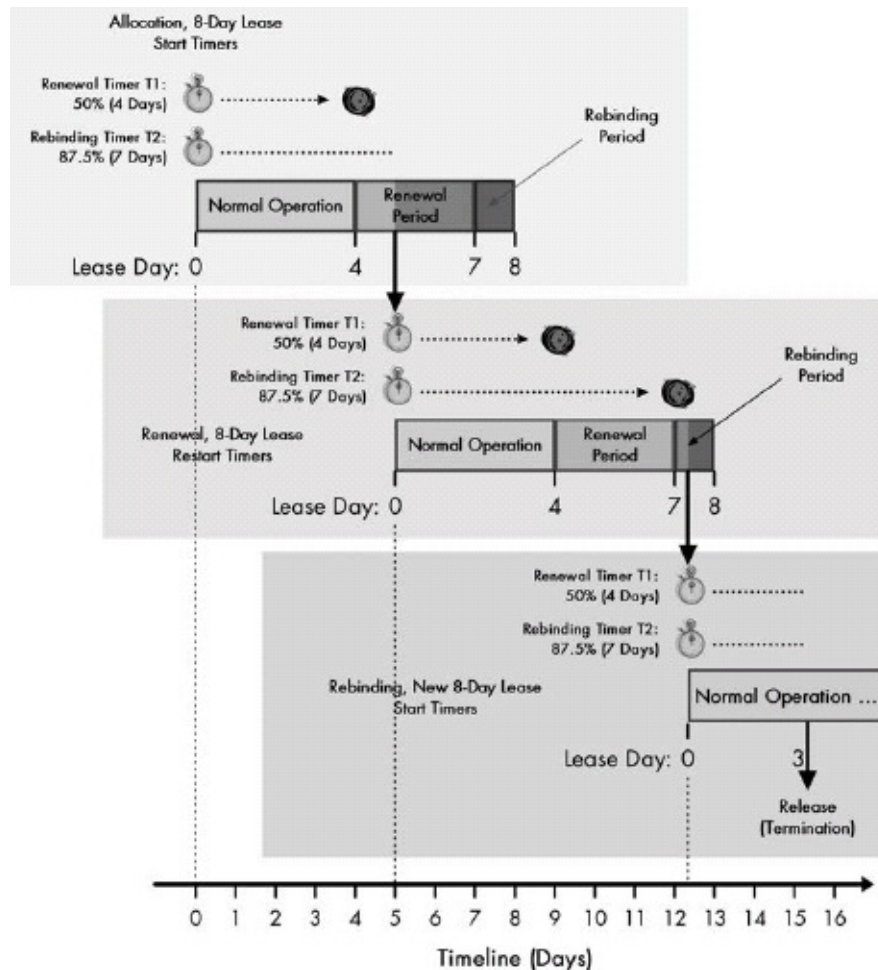 Allocation, 8-Day Lease
Start Timers
Renewal Timer T1:
50% (4 Days)
Rebinding Timer T2:
87.5% (7 Days)
Rebinding
Period
Normal Operation
Renewal
Period
Lease Day: 0 4 7 8
Renewal Timer T1:
50% (4 Days)
Rebinding Timer T2:
87.5% (7 Days)
Rebinding
Period
Renewal, 8-Day Lease
Restart Timers
Normal Operation
Renewal
Period
Lease Day: 0 4 7 8
Renewal Timer T1:
50% (4 Days)
Rebinding Timer T2:
87.5% (7 Days)
Rebinding, New 8-Day Lease
Start Timers
Normal Operation ...
Lease Day: 0 3
Release
(Termination)
0 1 2 3 4 5 6 7 8 9 10 11 12 13 14 15 16
Timeline (Days)